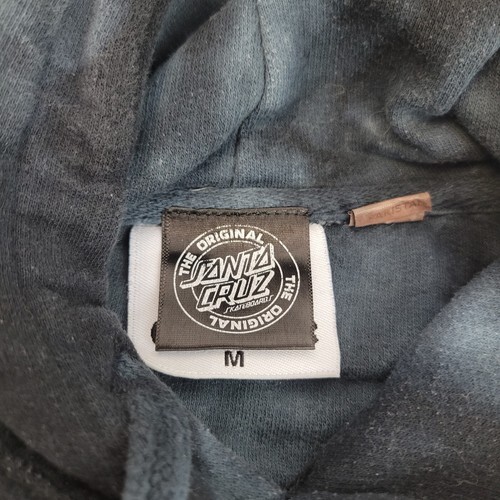 THE ORIGINAL
SANTA
CRUZ
SKATEBOARDS
THE ORIGINAL
M